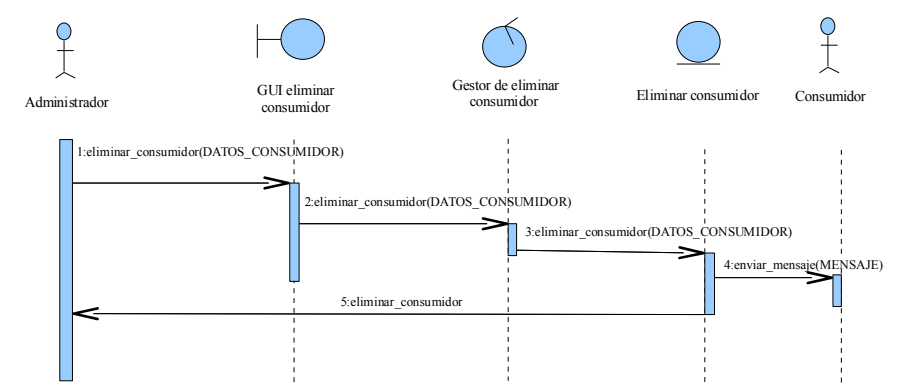 Administrador
GUI eliminar
consumidor
Gestor de eliminar
consumidor
Eliminar consumidor
Consumidor
1:eliminar_consumidor(DATOS_CONSUMIDOR)
2:eliminar_consumidor(DATOS_CONSUMIDOR)
3:eliminar_consumidor(DATOS_CONSUMIDOR)
4:enviar_mensaje(MENSAJE)
5:eliminar_consumidor